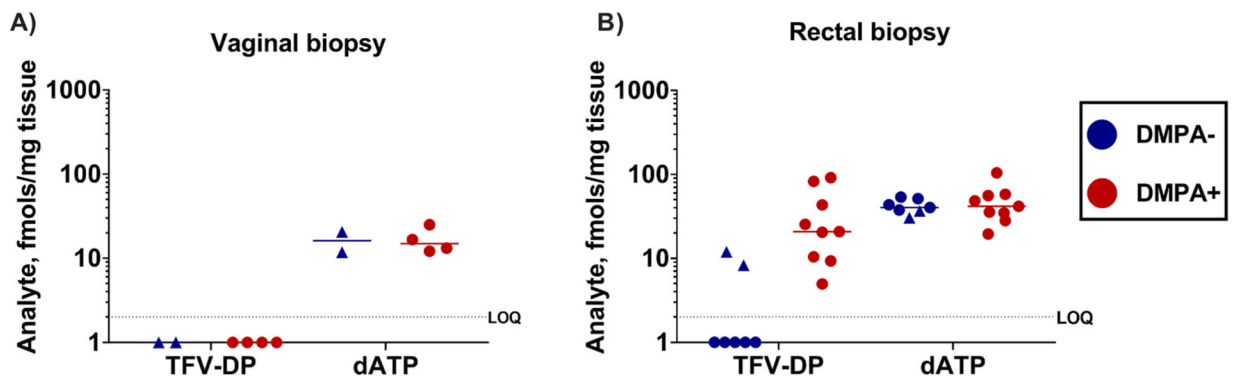 A)
Vaginal biopsy
Analyte, fmols/mg tissue
1000
100
10
1
LOQ
TFV-DP
dATP
B)
Rectal biopsy
Analyte, fmols/mg tissue
1000
100
10
1
LOQ
TFV-DP
dATP
DMPA-
DMPA+